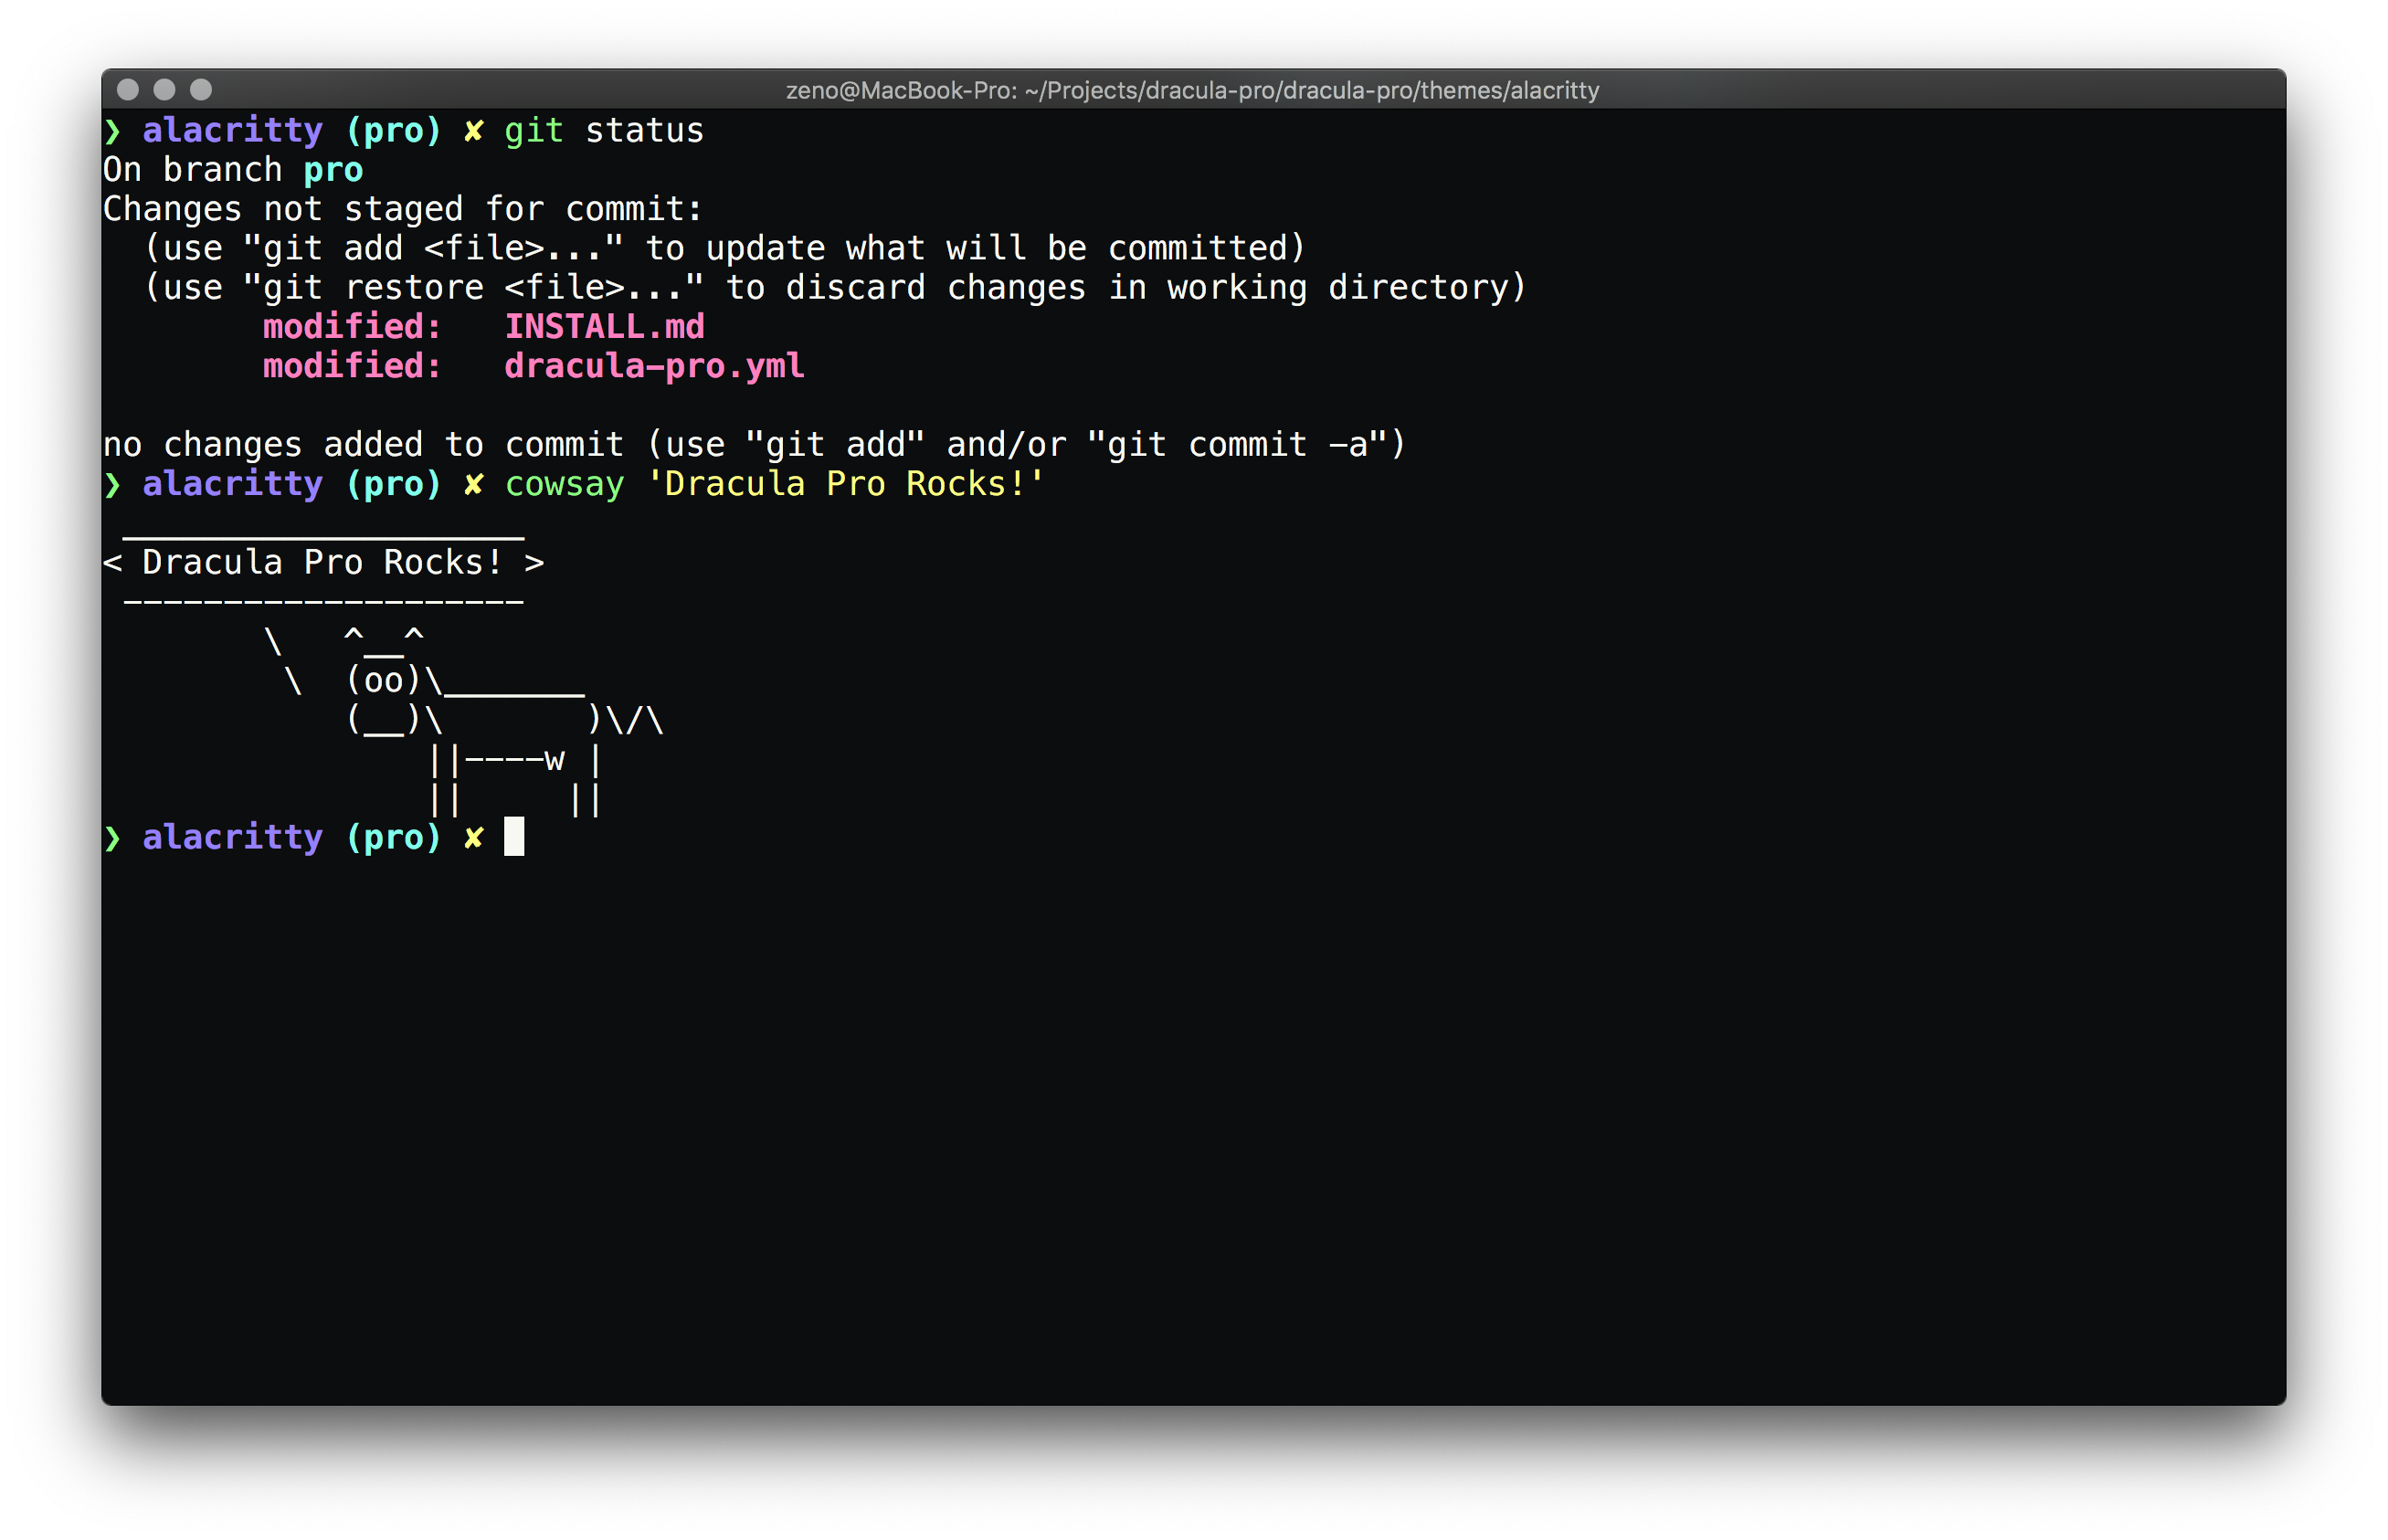 zeno@MacBook-Pro: ~/Projects/dracula-pro/dracula-pro/themes/alacritty
❯ alacritty (pro) ✘ git status
On branch pro
Changes not staged for commit:
  (use "git add <file>..." to update what will be committed)
  (use "git restore <file>..." to discard changes in working directory)
        modified:   INSTALL.md
        modified:   dracula-pro.yml

no changes added to commit (use "git add" and/or "git commit -a")
❯ alacritty (pro) ✘ cowsay 'Dracula Pro Rocks!'
 ____________________
< Dracula Pro Rocks! >
 --------------------
        \   ^__^
         \  (oo)\_______
            (__)\       )\/\
                ||----w |
                ||     ||
❯ alacritty (pro) ✘